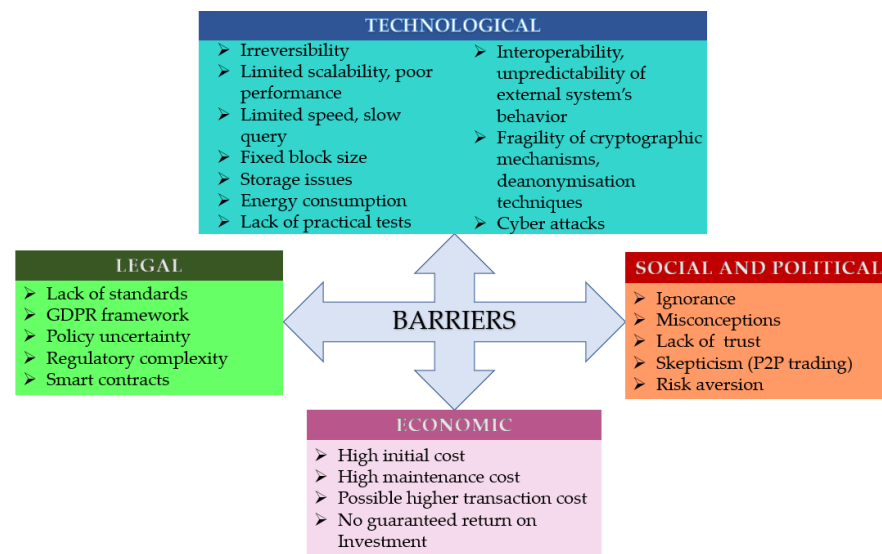 TECHNOLOGICAL
➢ Irreversibility
➢ Limited scalability, poor
performance
➢ Limited speed, slow
query
➢ Fixed block size
➢ Storage issues
➢ Energy consumption
➢ Lack of practical tests
➢ Interoperability,
unpredictability of
external system's
behavior
➢ Fragility of cryptographic
mechanisms,
deanonymisation
techniques
➢ Cyber attacks
LEGAL
➢ Lack of standards
➢ GDPR framework
➢ Policy uncertainty
➢ Regulatory complexity
➢ Smart contracts
BARRIERS
SOCIAL AND POLITICAL
➢ Ignorance
➢ Misconceptions
➢ Lack of trust
➢ Skepticism (P2P trading)
➢ Risk aversion
ECONOMIC
➢ High initial cost
➢ High maintenance cost
➢ Possible higher transaction cost
➢ No guaranteed return on
Investment